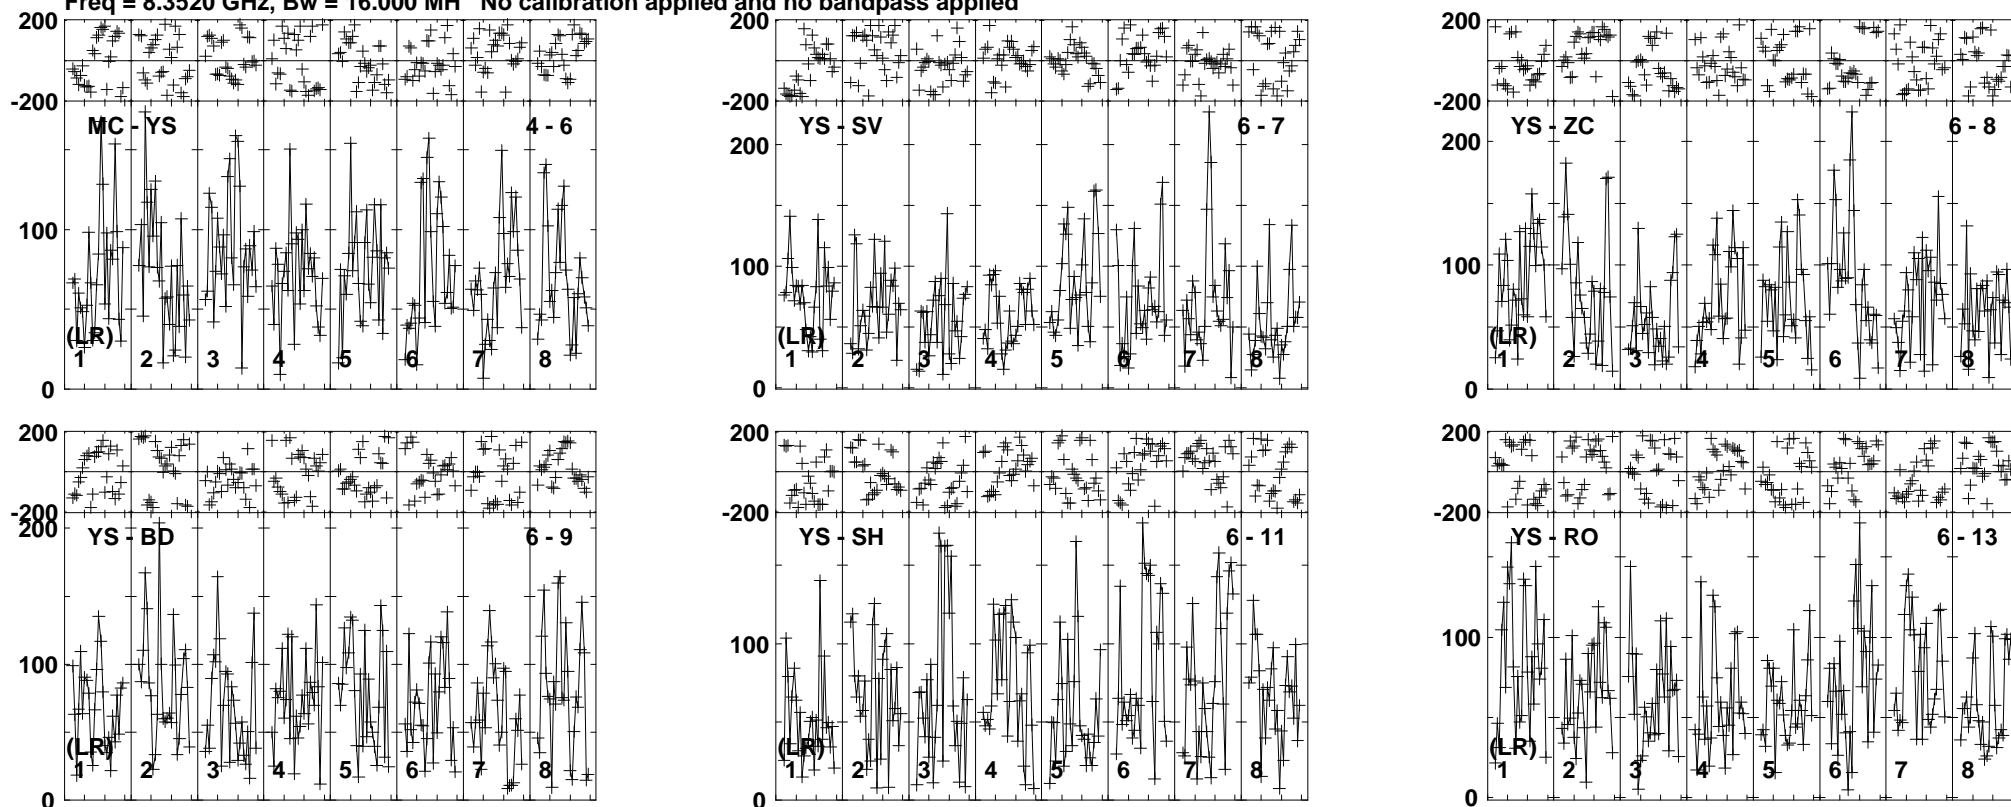 Freq = 8.3520 GHz, Bw = 16.000 MH No calibration applied and no bandpass applied
200 200 200
-200 -200 -200
MC - YS 4 - 6 YS - SV 6 - 7 YS - ZC 6 - 8
200 200
100 100 100
(LR) (LR) (LR)
1 2 3 4 5 6 7 8 1 2 3 4 5 6 7 8 1 2 3 4 5 6 7 8
0 0 0
200 200 200
-200 -200 -200
200
YS - BD 6 - 9 YS - SH 6 - 11 YS - RO 6 - 13
100 100 100
(LR) (LR) (LR)
1 2 3 4 5 6 7 8 1 2 3 4 5 6 7 8 1 2 3 4 5 6 7 8
0 0 0